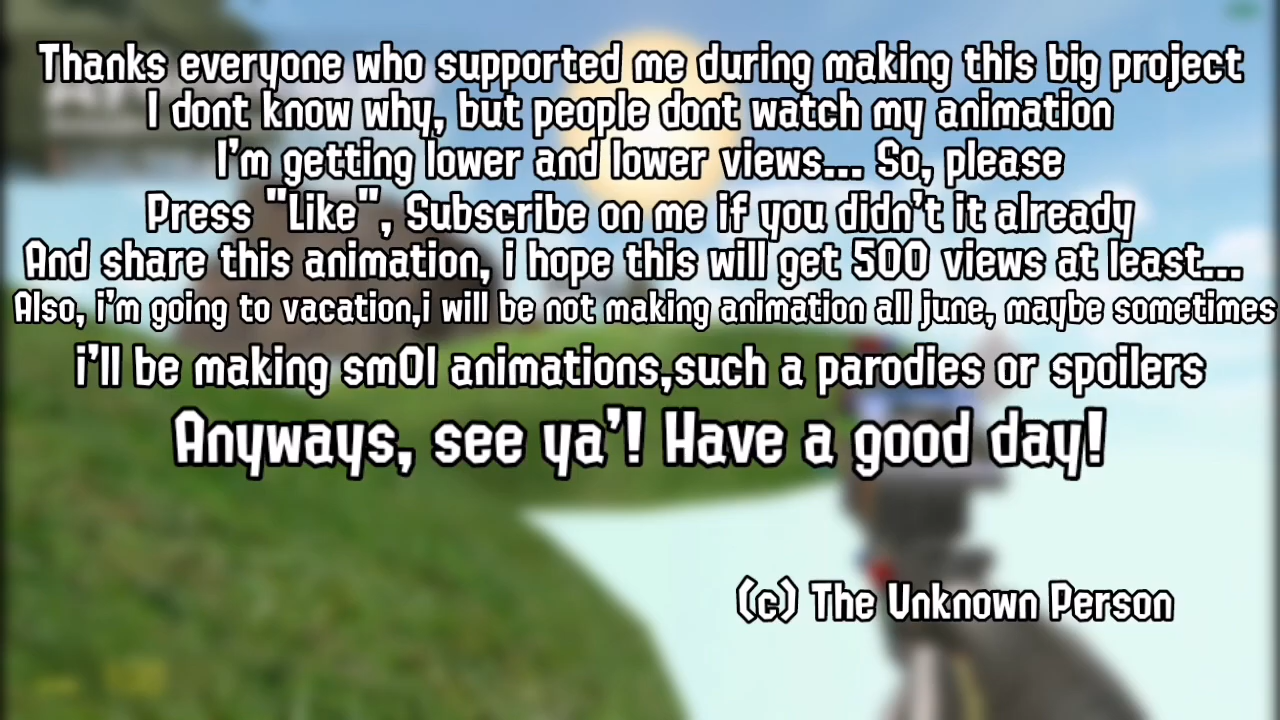 Thanks everyone who supported me during making this big project
I dont know why, but people dont watch my animation
I'm getting lower and lower views... So, please
Press "Like", Subscribe on me if you didn't it already
And share this animation, i hope this will get 500 views at least...
Also, i'm going to vacation,i will be not making animation all june, maybe sometimes
i'll be making sm0l animations,such a parodies or spoilers
Anyways, see ya'! Have a good day!
(c) The Unknown Person